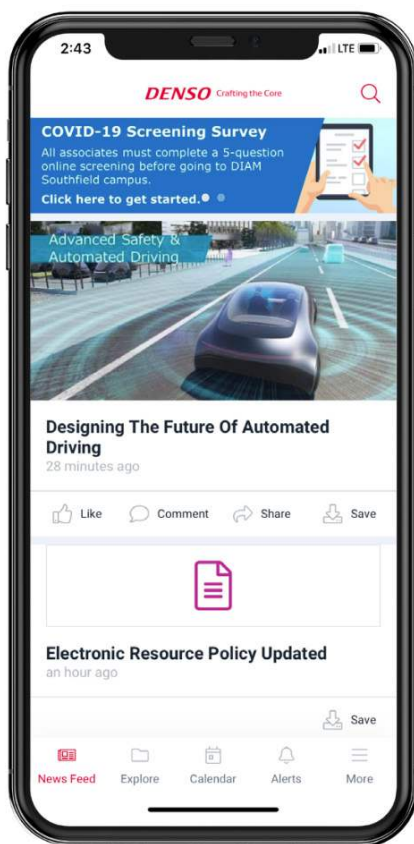 2:43
LTE
DENSO Crafting the Core
COVID-19 Screening Survey
All associates must complete a 5-question
online screening before going to DIAM
Southfield campus.
Click here to get started.
Advanced Safety &
Automated Driving
Designing The Future Of Automated
Driving
28 minutes ago
Like Comment Share Save
Electronic Resource Policy Updated
an hour ago
Save
News Feed Explore Calendar Alerts More